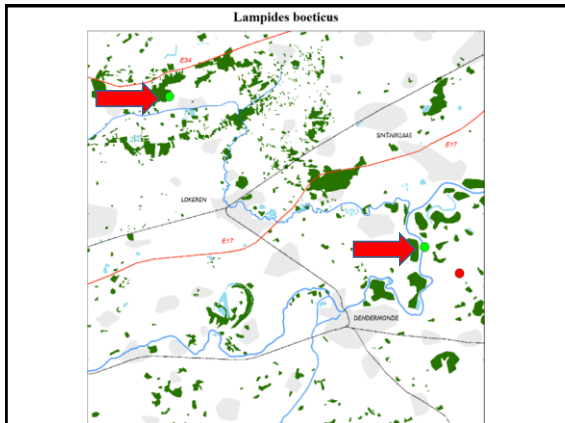 Lampides boeticus
E34
SINT-NIKLAAS
E17
LOKEREN
E17
DENDERMONDE